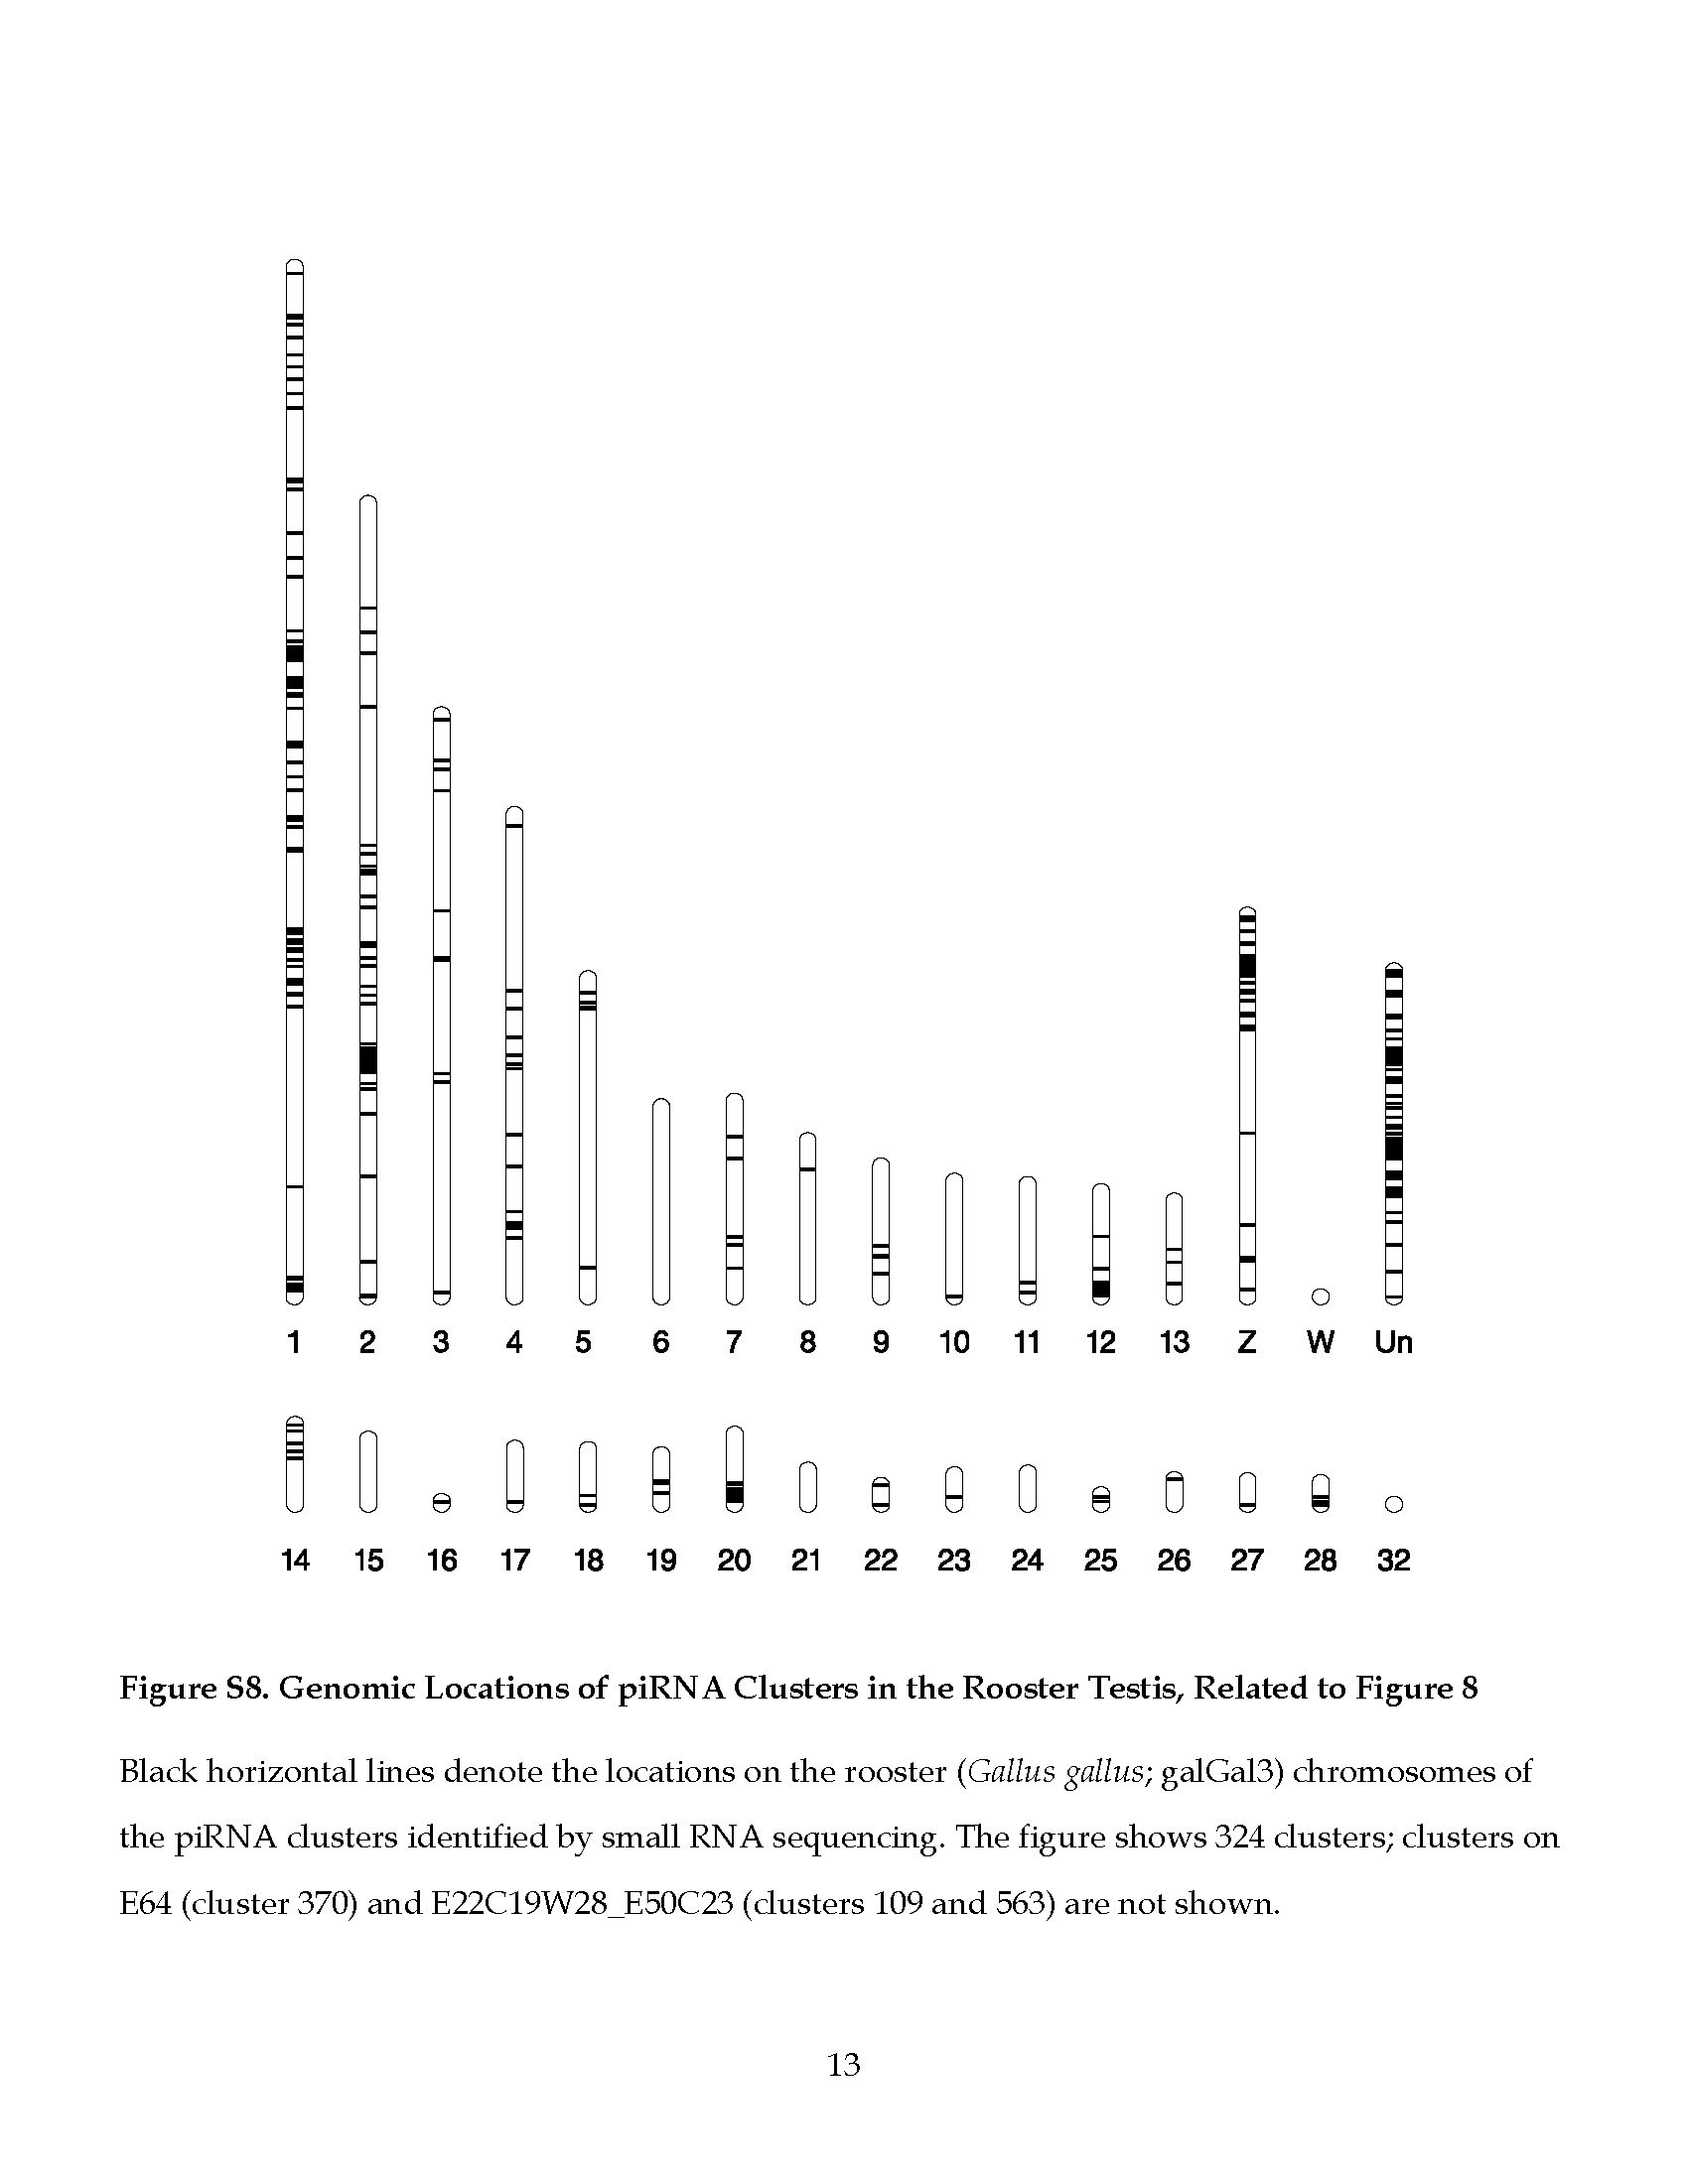 1 2 3 4 5 6 7 8 9 10 11 12 13 Z W Un
14 15 16 17 18 19 20 21 22 23 24 25 26 27 28 32
Figure S8. Genomic Locations of piRNA Clusters in the Rooster Testis, Related to Figure 8
Black horizontal lines denote the locations on the rooster (Gallus gallus; galGal3) chromosomes of
the piRNA clusters identified by small RNA sequencing. The figure shows 324 clusters; clusters on
E64 (cluster 370) and E22C19W28_E50C23 (clusters 109 and 563) are not shown.
13